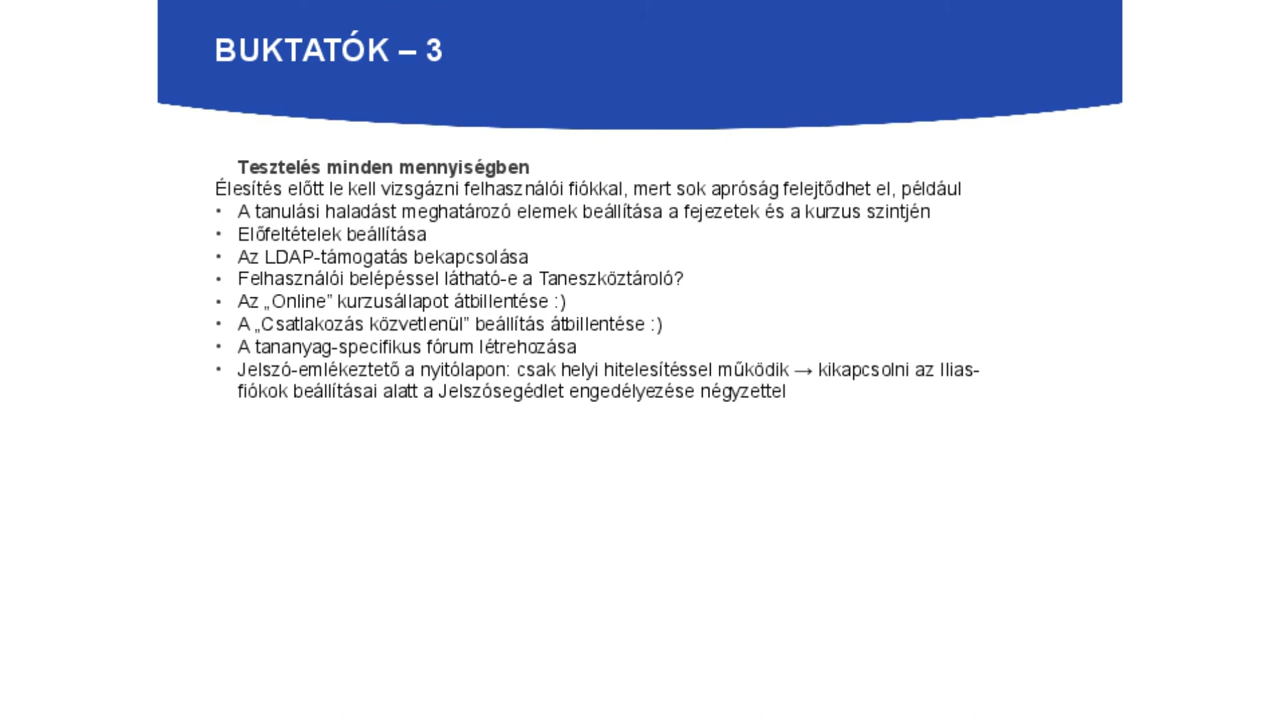 BUKTATÓK – 3
Tesztelés minden mennyiségben
Élesítés előtt le kell vizsgázni felhasználói fiókkal, mert sok apróság felejtődhet el, például
• A tanulási haladást meghatározó elemek beállítása a fejezetek és a kurzus szintjén
• Előfeltételek beállítása
• Az LDAP-támogatás bekapcsolása
• Felhasználói belépéssel látható-e a Taneszköztároló?
• Az „Online” kurzusállapot átbillentése :)
• A „Csatlakozás közvetlenül” beállítás átbillentése :)
• A tananyag-specifikus fórum létrehozása
• Jelszó-emlékeztető a nyitólapon: csak helyi hitelesítéssel működik → kikapcsolni az Ilias-
fiókok beállításai alatt a Jelszósegédlet engedélyezése négyzettel